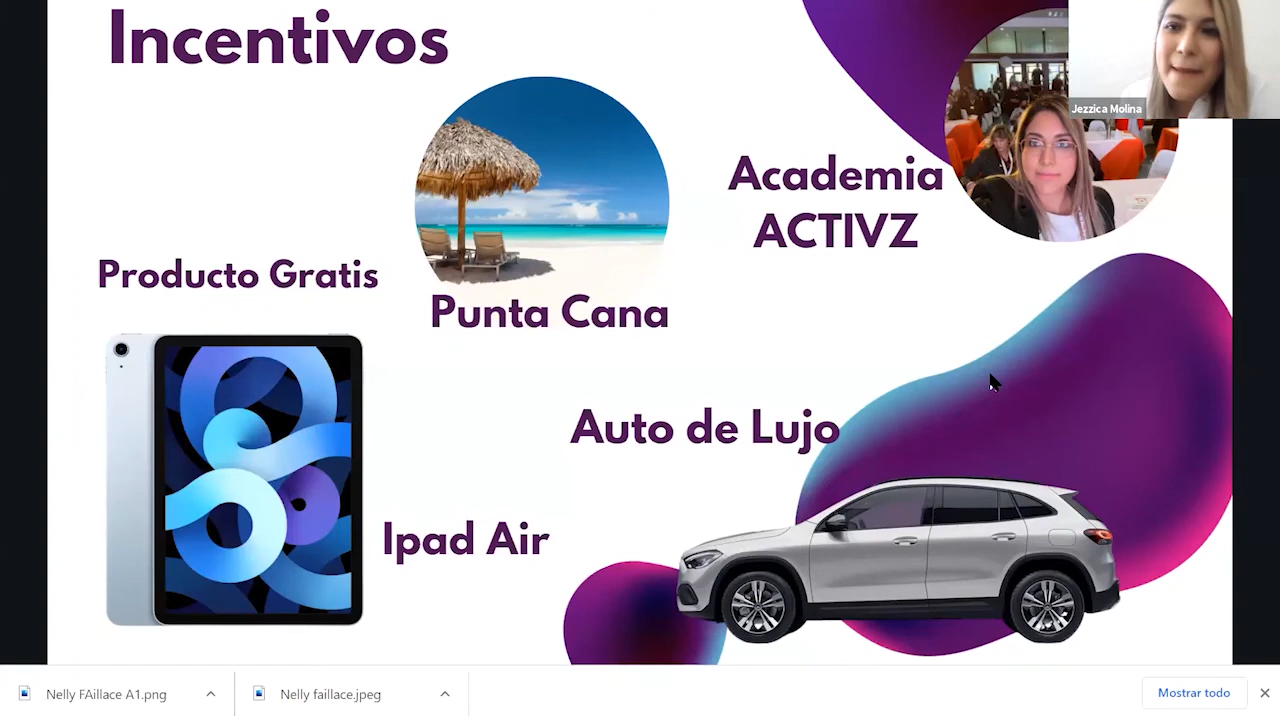 Incentivos
Jezzica Molina
Academia
ACTIVZ
Producto Gratis
Punta Cana
Auto de Lujo
Ipad Air
Nelly FAillace A1.png
Nelly faillace.jpeg
Mostrar todo